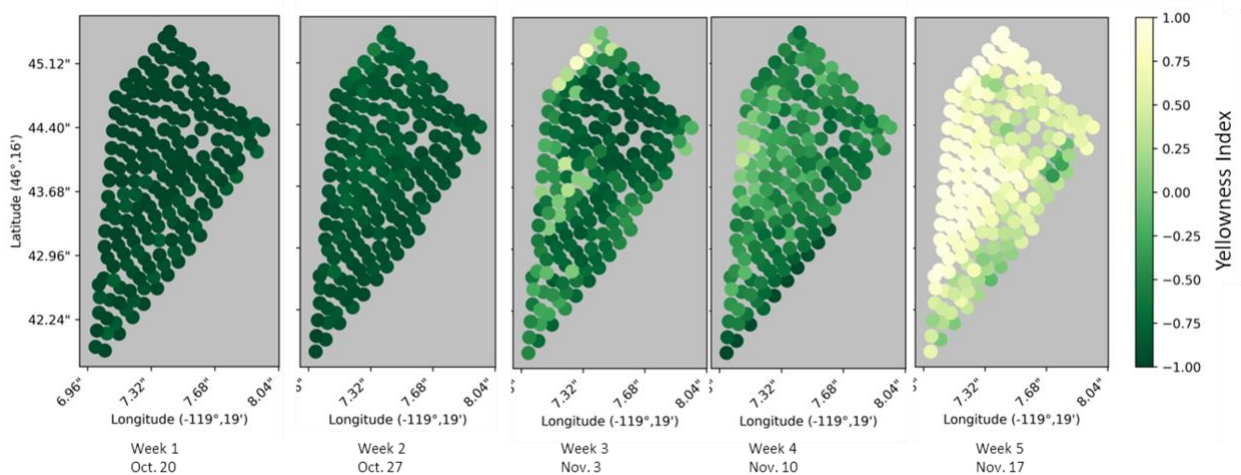 45.12"
44.40"
43.68"
42.96"
42.24"
Latitude (46°,16')
6.96" 7.32" 7.68" 8.04"
7.32" 7.68" 8.04"
7.32" 7.68" 8.04"
7.32" 7.68" 8.04"
7.32" 7.68" 8.04"
Longitude (-119°,19') Longitude (-119°,19') Longitude (-119°,19') Longitude (-119°,19') Longitude (-119°,19')
Week 1 Week 2 Week 3 Week 4 Week 5
Oct. 20 Oct. 27 Nov. 3 Nov. 10 Nov. 17
1.00
0.75
0.50
0.25
0.00
−0.25
−0.50
−0.75
−1.00
Yellowness Index